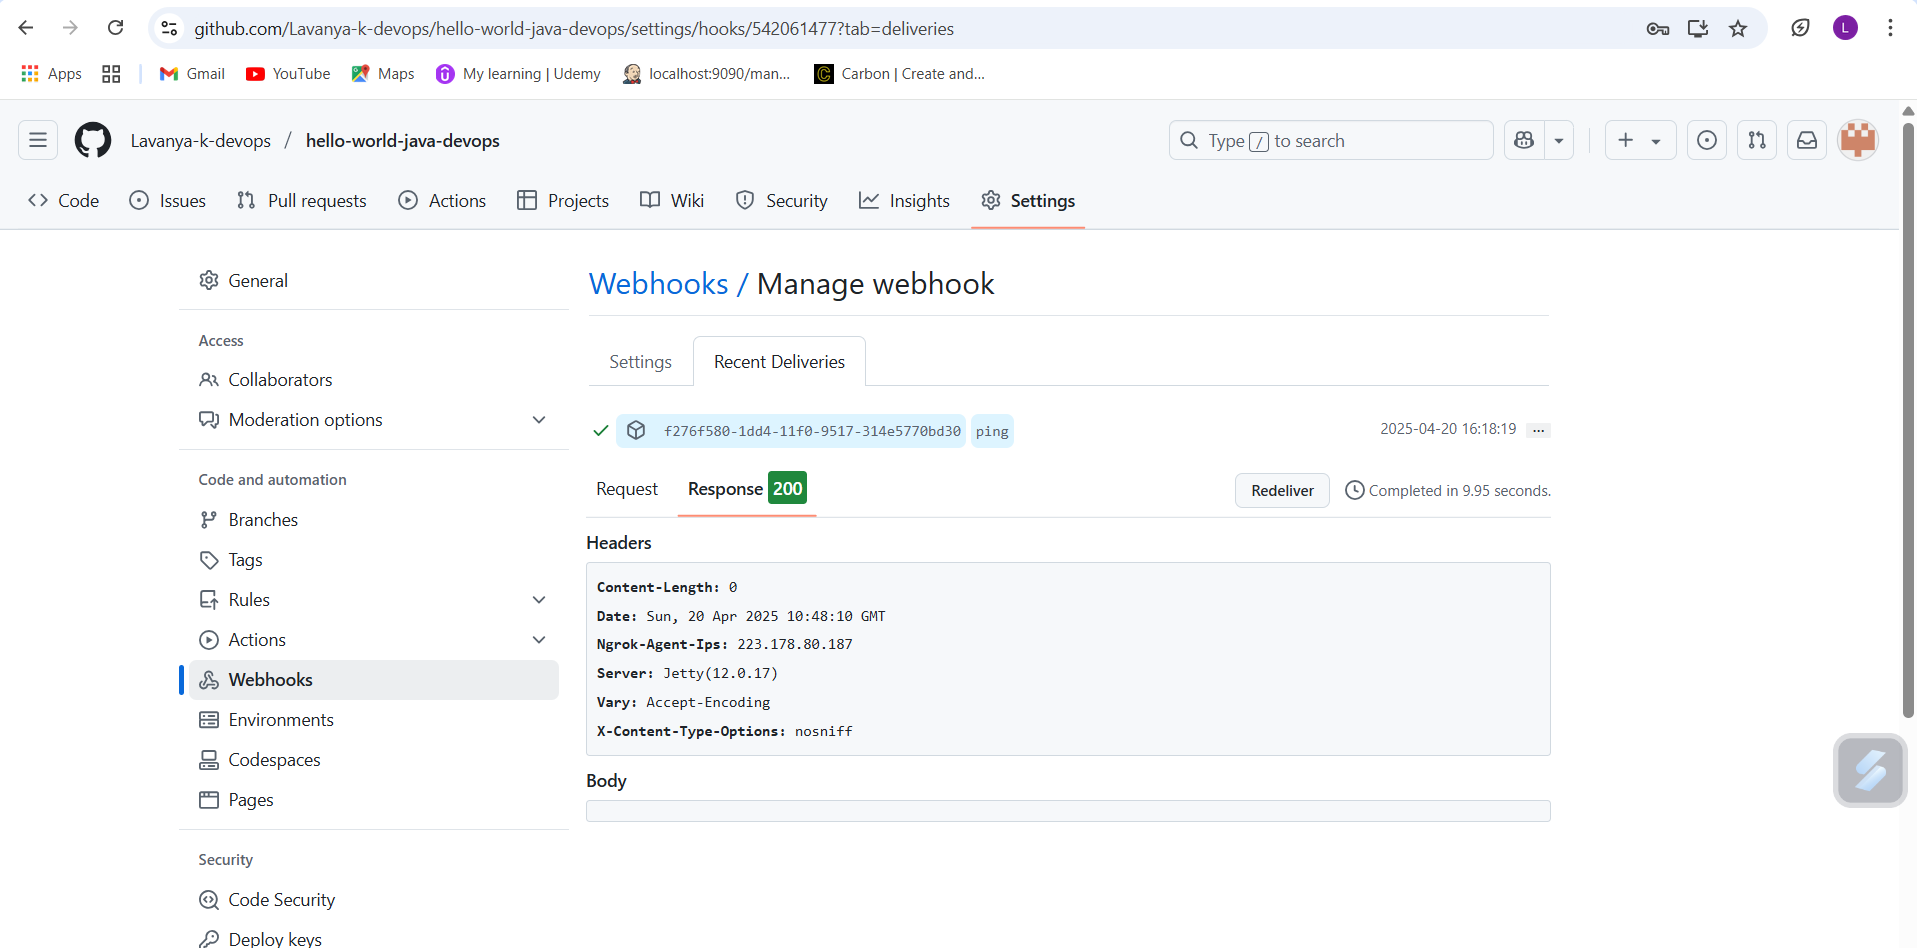 github.com/Lavanya-k-devops/hello-world-java-devops/settings/hooks/542061477?tab=deliveries
L
Apps Gmail YouTube Maps My learning | Udemy localhost:9090/man... Carbon | Create and...
Lavanya-k-devops / hello-world-java-devops
Type / to search
Code Issues Pull requests Actions Projects Wiki Security Insights Settings
General
Access
Collaborators
Moderation options
Code and automation
Branches
Tags
Rules
Actions
Webhooks
Environments
Codespaces
Pages
Security
Code Security
Deploy keys
Webhooks / Manage webhook
Settings Recent Deliveries
f276f580-1dd4-11f0-9517-314e5770bd30 ping 2025-04-20 16:18:19 ...
Request Response 200 Redeliver Completed in 9.95 seconds.
Headers
Content-Length: 0
Date: Sun, 20 Apr 2025 10:48:10 GMT
Ngrok-Agent-Ips: 223.178.80.187
Server: Jetty(12.0.17)
Vary: Accept-Encoding
X-Content-Type-Options: nosniff
Body